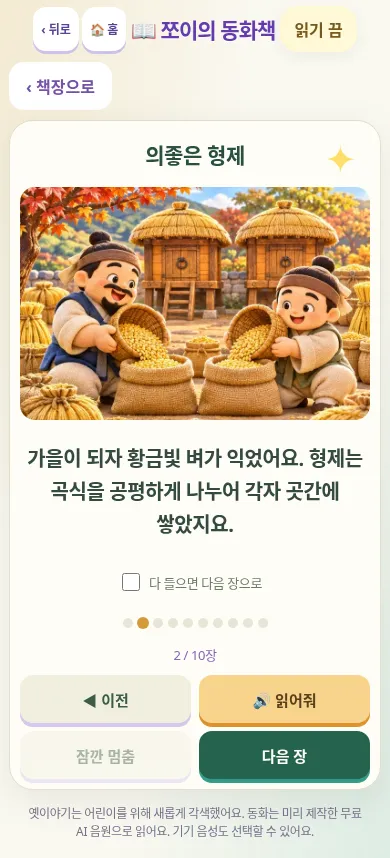 ‹ 뒤로 🏠 홈 📖 쪼이의 동화책 읽기 끝
‹ 책장으로
의좋은 형제
가을이 되자 황금빛 벼가 익었어요. 형제는
곡식을 공평하게 나누어 각자 곳간에
쌓았지요.
다 들으면 다음 장으로
2 / 10장
◀ 이전
🔊 읽어줘
잠깐 멈춤
다음 장
옛이야기는 어린이를 위해 새롭게 각색했어요. 동화는 미리 제작한 무료
AI 음원으로 읽어요. 기기 음성도 선택할 수 있어요.